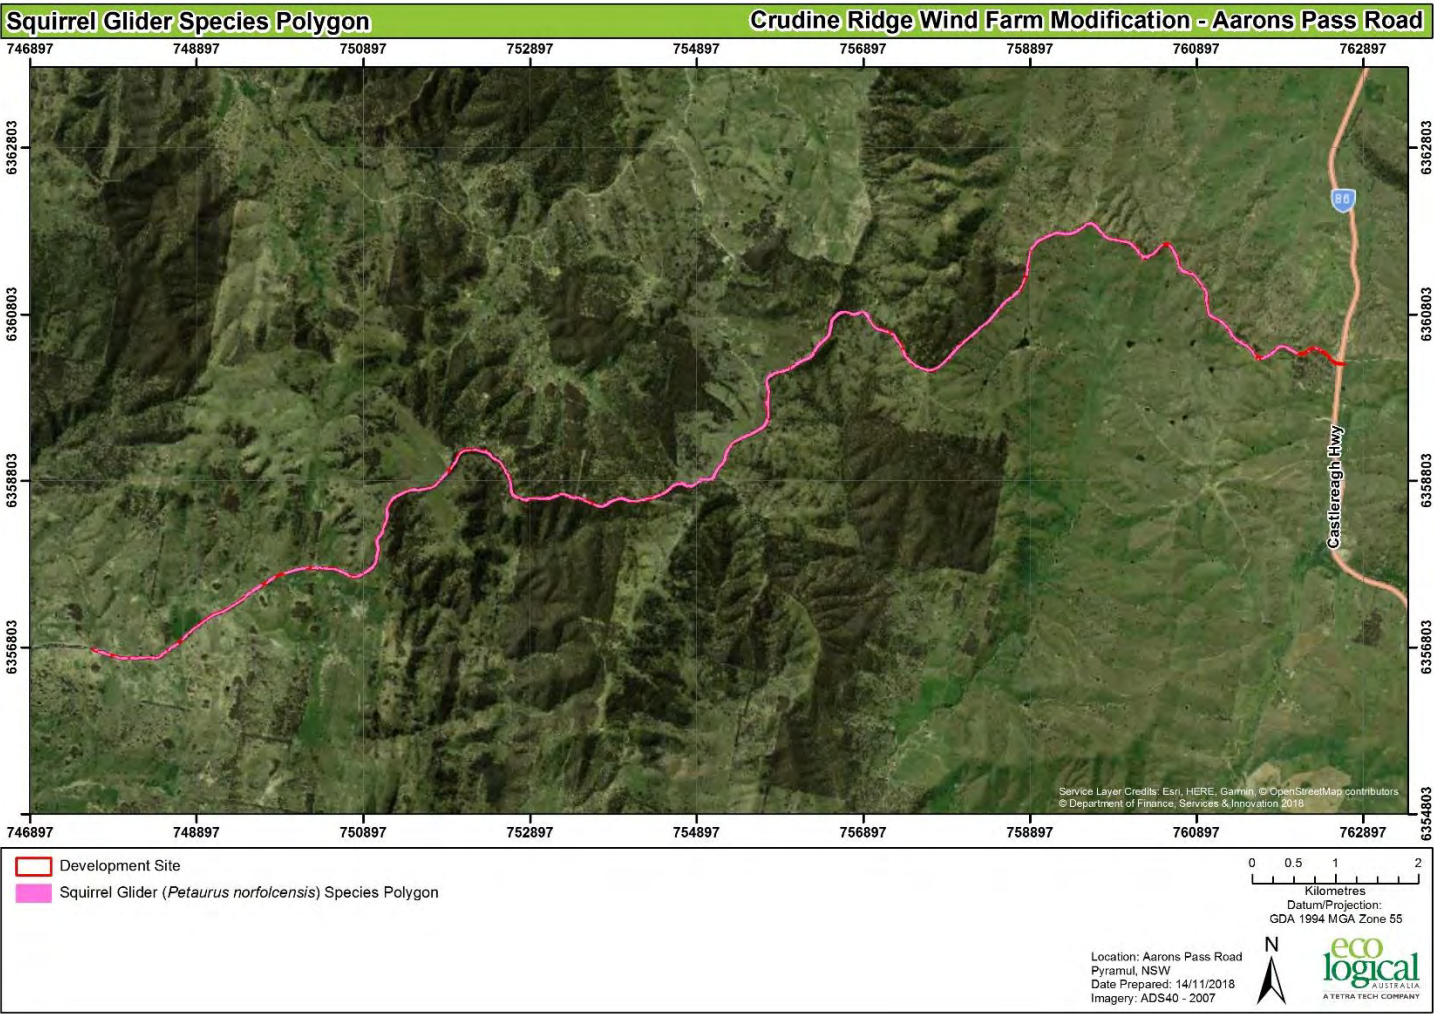 Squirrel Glider Species Polygon
Crudine Ridge Wind Farm Modification - Aarons Pass Road
746897 748897 750897 752897 754897 756897 758897 760897 762897
6362803 6362803
86
6360803 6360803
Castlereagh Hwy
6358803 6358803
6356803 6356803
Service Layer Credits: Esri, HERE, Garmin, © OpenStreetMap contributors
© Department of Finance, Services & Innovation 2018
6354803
746897 748897 750897 752897 754897 756897 758897 760897 762897
Development Site
Squirrel Glider (Petaurus norfolcensis) Species Polygon
0 0.5 1 2
Kilometres
Datum/Projection:
GDA 1994 MGA Zone 55
Location: Aarons Pass Road
Pyramul, NSW
Date Prepared: 14/11/2018
Imagery: ADS40 - 2007
N
eco
logical
AUSTRALIA
A TETRA TECH COMPANY